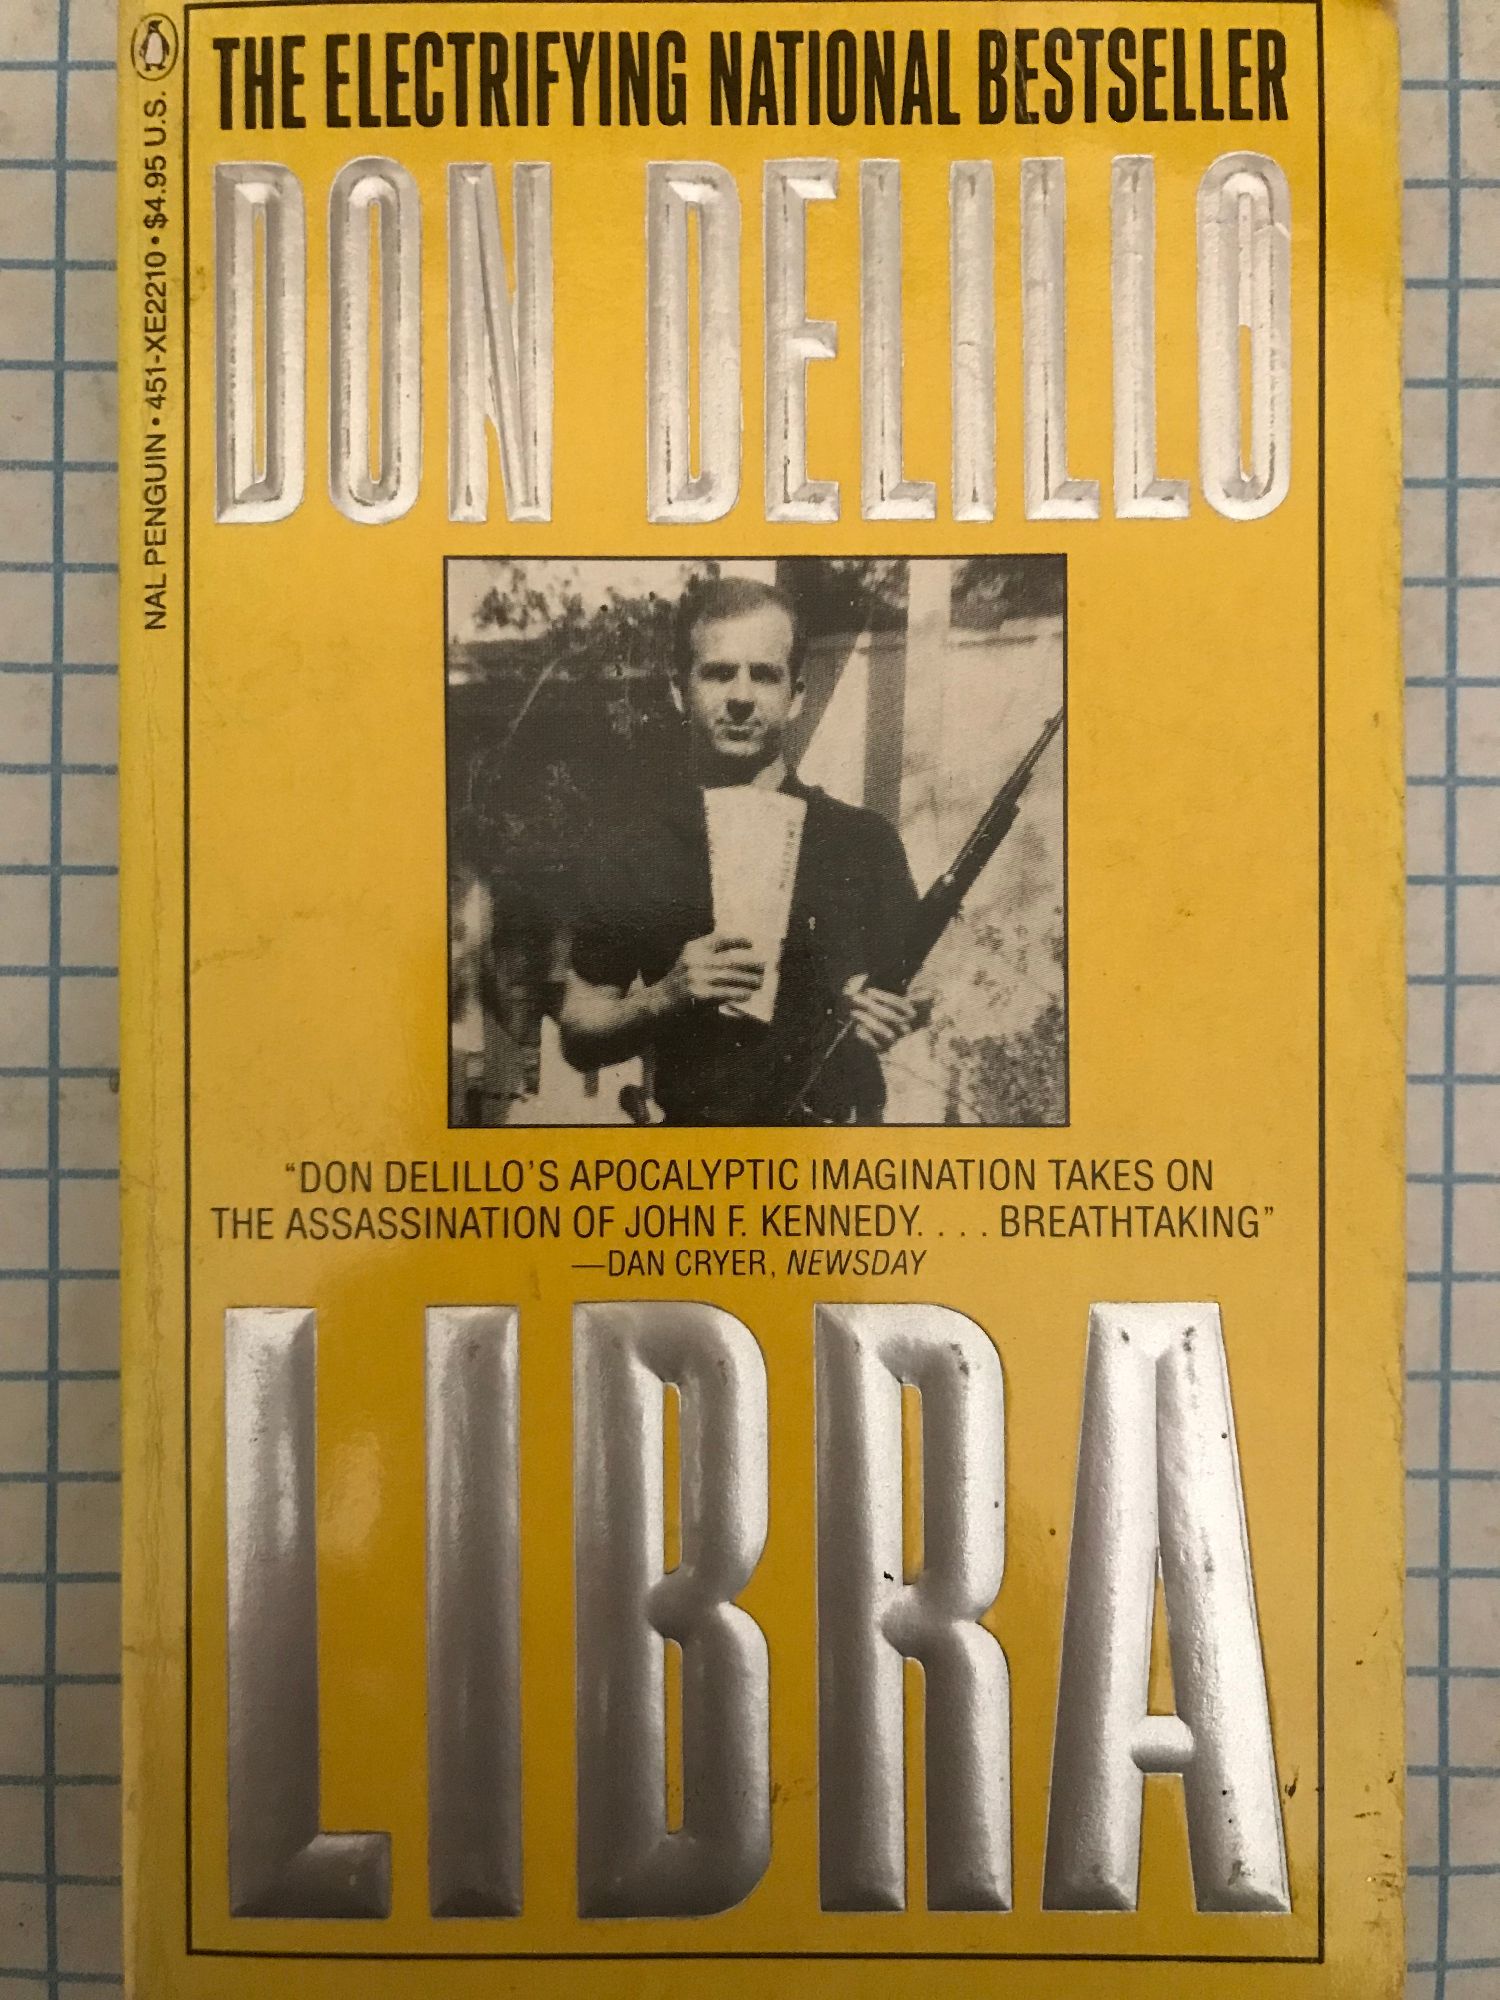 NAL PENGUIN • 451-XE2210 • $4.95 U.S.
THE ELECTRIFYING NATIONAL BESTSELLER
DON DELILLO
“DON DELILLO’S APOCALYPTIC IMAGINATION TAKES ON
THE ASSASSINATION OF JOHN F. KENNEDY. . . . BREATHTAKING”
—DAN CRYER, NEWSDAY
LIBRA